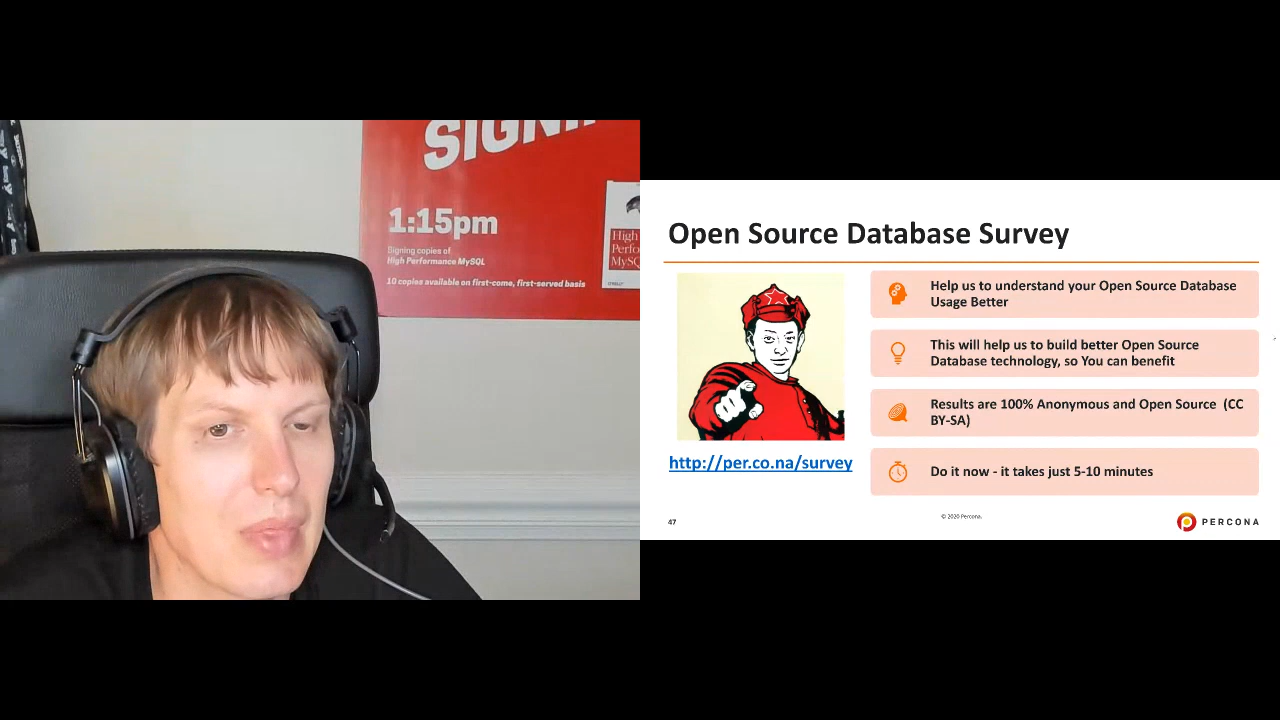 1:15pm
Signing copies of
High Performance MySQL
10 copies available on first-come, first-served basis
High
Open Source Database Survey
Help us to understand your Open Source Database
Usage Better
This will help us to build better Open Source
Database technology, so You can benefit
Results are 100% Anonymous and Open Source (CC
BY-SA)
Do it now - it takes just 5-10 minutes
http://per.co.na/survey
47
© 2020 Percona.
PERCONA